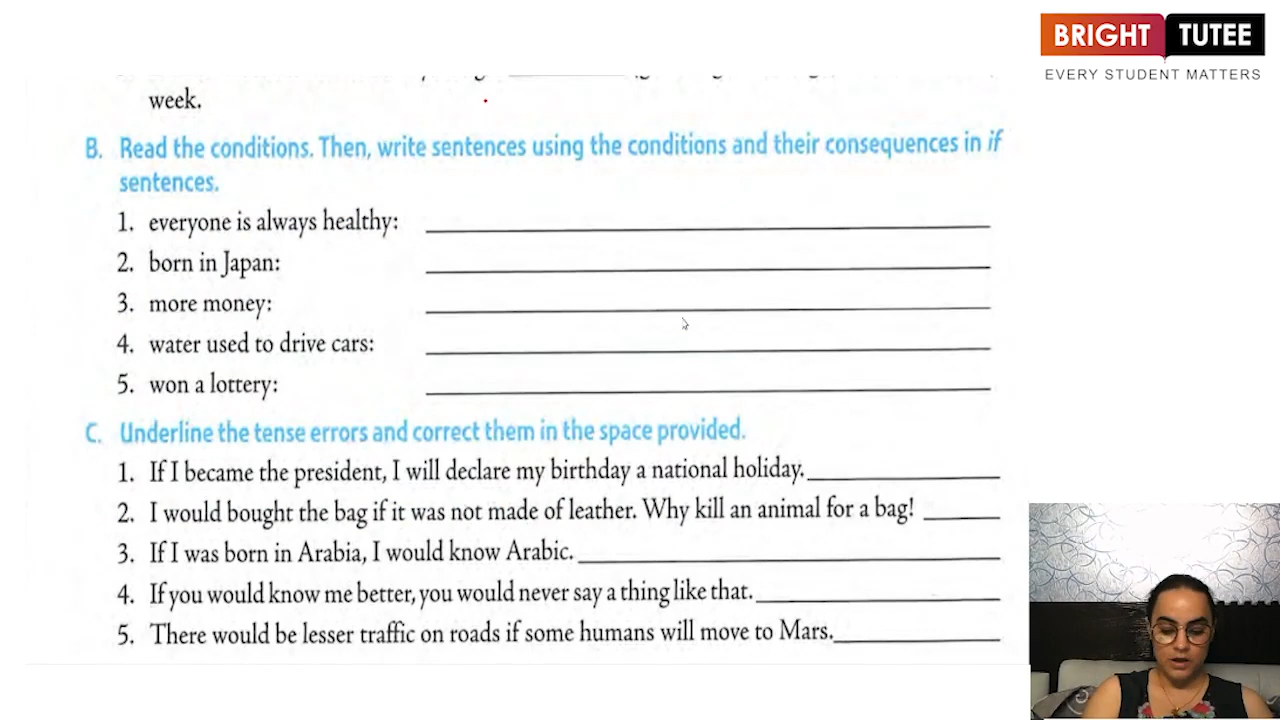 BRIGHT TUTEE
EVERY STUDENT MATTERS
week.
B. Read the conditions. Then, write sentences using the conditions and their consequences in if
sentences.
1. everyone is always healthy:
2. born in Japan:
3. more money:
4. water used to drive cars:
5. won a lottery:
C. Underline the tense errors and correct them in the space provided.
1. If I became the president, I will declare my birthday a national holiday.
2. I would bought the bag if it was not made of leather. Why kill an animal for a bag!
3. If I was born in Arabia, I would know Arabic.
4. If you would know me better, you would never say a thing like that.
5. There would be lesser traffic on roads if some humans will move to Mars.